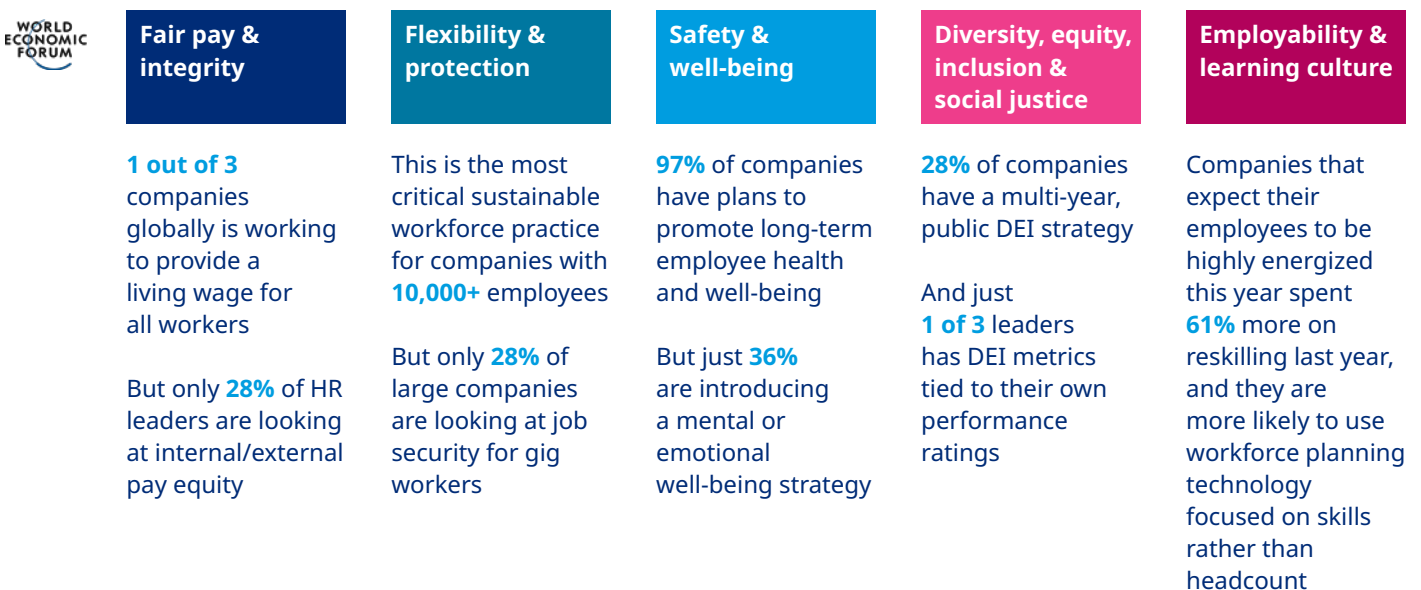 WORLD
ECONOMIC
FORUM
Fair pay &
integrity
1 out of 3
companies
globally is working
to provide a
living wage for
all workers
But only 28% of HR
leaders are looking
at internal/external
pay equity
Flexibility &
protection
This is the most
critical sustainable
workforce practice
for companies with
10,000+ employees
But only 28% of
large companies
are looking at job
security for gig
workers
Safety &
well-being
97% of companies
have plans to
promote long-term
employee health
and well-being
But just 36%
are introducing
a mental or
emotional
well-being strategy
Diversity, equity,
inclusion &
social justice
28% of companies
have a multi-year,
public DEI strategy
And just
1 of 3 leaders
has DEI metrics
tied to their own
performance
ratings
Employability &
learning culture
Companies that
expect their
employees to be
highly energized
this year spent
61% more on
reskilling last year,
and they are
more likely to use
workforce planning
technology
focused on skills
rather than
headcount